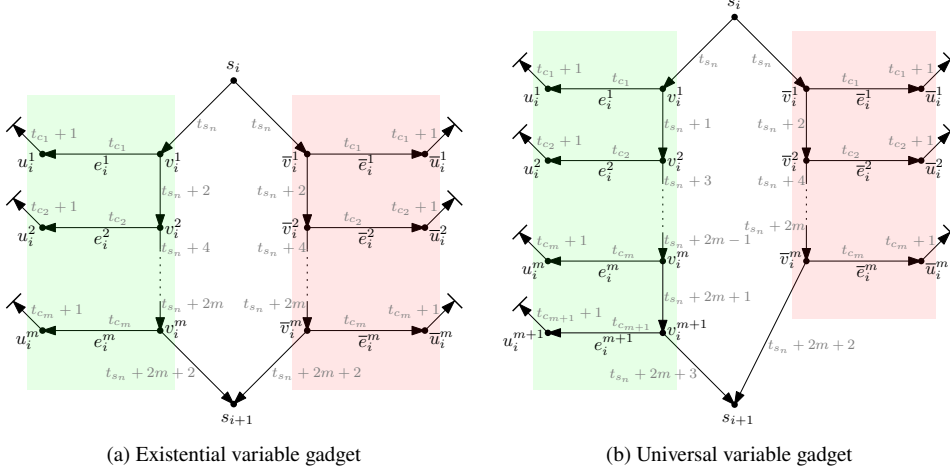 s_i
t_{s_n} t_{s_n}
t_{c_1} + 1 t_{c_1} t_{c_1} t_{c_1} + 1
u_i^1 e_i^1 v_i^1 \overline{v}_i^1 \overline{e}_i^1 \overline{u}_i^1
t_{s_n} + 2 t_{s_n} + 2
t_{c_2} + 1 t_{c_2} t_{c_2} t_{c_2} + 1
u_i^2 e_i^2 v_i^2 \overline{v}_i^2 \overline{e}_i^2 \overline{u}_i^2
t_{s_n} + 4 t_{s_n} + 4
t_{s_n} + 2m t_{s_n} + 2m
t_{c_m} + 1 t_{c_m} t_{c_m} t_{c_m} + 1
u_i^m e_i^m v_i^m \overline{v}_i^m \overline{e}_i^m \overline{u}_i^m
t_{s_n} + 2m + 2 t_{s_n} + 2m + 2
s_{i+1}
(a) Existential variable gadget
s_i
t_{s_n} t_{s_n}
t_{c_1} + 1 t_{c_1} t_{c_1} t_{c_1} + 1
u_i^1 e_i^1 v_i^1 \overline{v}_i^1 \overline{e}_i^1 \overline{u}_i^1
t_{s_n} + 1 t_{s_n} + 2
t_{c_2} + 1 t_{c_2} t_{c_2} t_{c_2} + 1
u_i^2 e_i^2 v_i^2 \overline{v}_i^2 \overline{e}_i^2 \overline{u}_i^2
t_{s_n} + 3 t_{s_n} + 4
t_{s_n} + 2m - 1 t_{s_n} + 2m
t_{c_m} + 1 t_{c_m} t_{c_m} t_{c_m} + 1
u_i^m e_i^m v_i^m \overline{v}_i^m \overline{e}_i^m \overline{u}_i^m
t_{s_n} + 2m + 1
t_{c_{m+1}} + 1 t_{c_{m+1}}
u_i^{m+1} e_i^{m+1} v_i^{m+1}
t_{s_n} + 2m + 3 t_{s_n} + 2m + 2
s_{i+1}
(b) Universal variable gadget